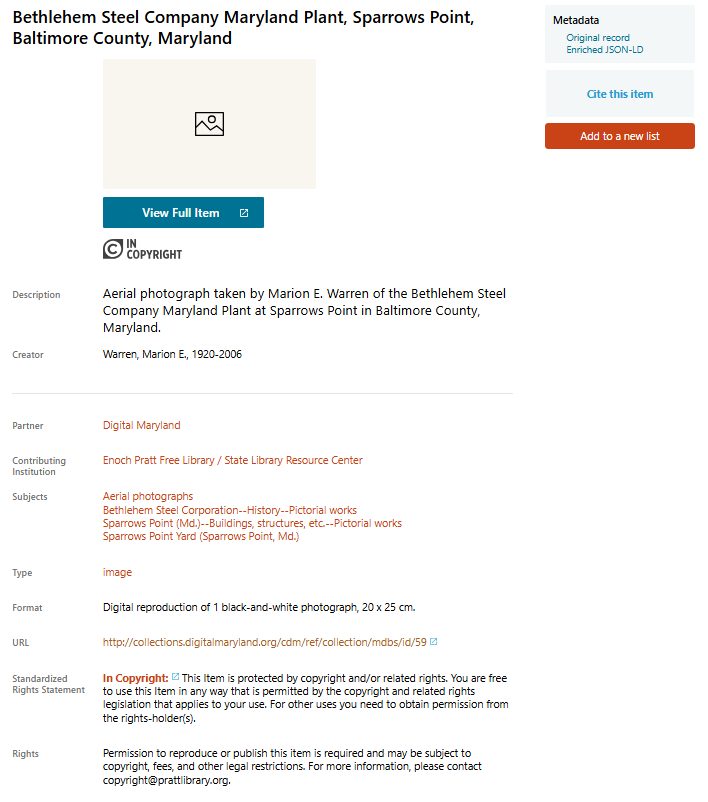 Bethlehem Steel Company Maryland Plant, Sparrows Point,
Baltimore County, Maryland
Metadata
Original record
Enriched JSON-LD
Cite this item
Add to a new list
View Full Item
IN
COPYRIGHT
Description
Aerial photograph taken by Marion E. Warren of the Bethlehem Steel
Company Maryland Plant at Sparrows Point in Baltimore County,
Maryland.
Creator
Warren, Marion E., 1920-2006
Partner
Digital Maryland
Contributing
Institution
Enoch Pratt Free Library / State Library Resource Center
Subjects
Aerial photographs
Bethlehem Steel Corporation--History--Pictorial works
Sparrows Point (Md.)--Buildings, structures, etc.--Pictorial works
Sparrows Point Yard (Sparrows Point, Md.)
Type
image
Format
Digital reproduction of 1 black-and-white photograph, 20 x 25 cm.
URL
http://collections.digitalmaryland.org/cdm/ref/collection/mdbs/id/59
Standardized
Rights Statement
In Copyright: This Item is protected by copyright and/or related rights. You are free
to use this Item in any way that is permitted by the copyright and related rights
legislation that applies to your use. For other uses you need to obtain permission from
the rights-holder(s).
Rights
Permission to reproduce or publish this item is required and may be subject to
copyright, fees, and other legal restrictions. For more information, please contact
copyright@prattlibrary.org.